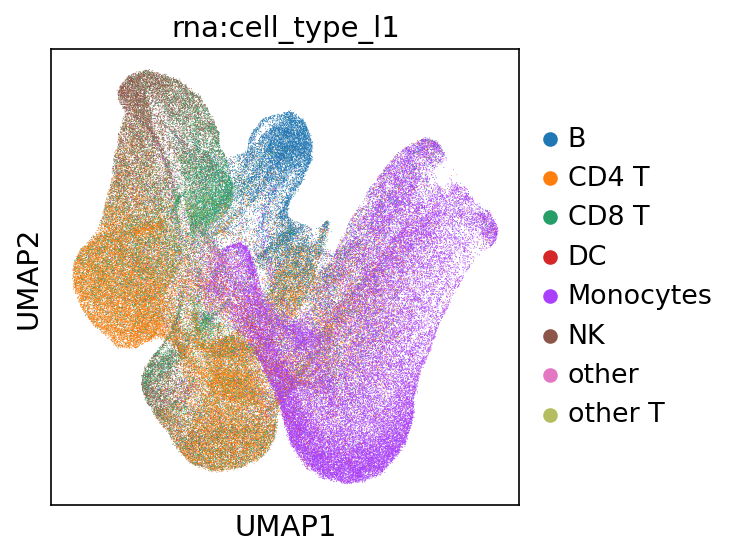 rna:cell_type_l1
UMAP2
B
CD4 T
CD8 T
DC
Monocytes
NK
other
other T
UMAP1